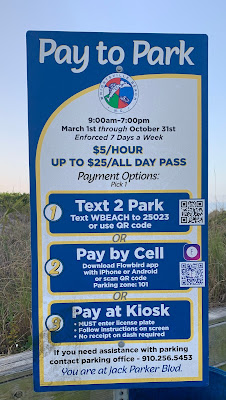 Pay to Park
9:00am-7:00pm
March 1st through October 31st
Enforced 7 Days a Week
$5/HOUR
UP TO $25/ALL DAY PASS
Payment Options:
Pick 1
1
Text 2 Park
Text WBEACH to 25023
or use QR code
OR
2
Pay by Cell
Download Flowbird app
with iPhone or Android
or scan QR code
Parking zone: 101
OR
3
Pay at Kiosk
• MUST enter license plate
• Follow instructions on screen
• No receipt on dash required
If you need assistance with parking
contact parking office - 910.256.5453
You are at Jack Parker Blvd.